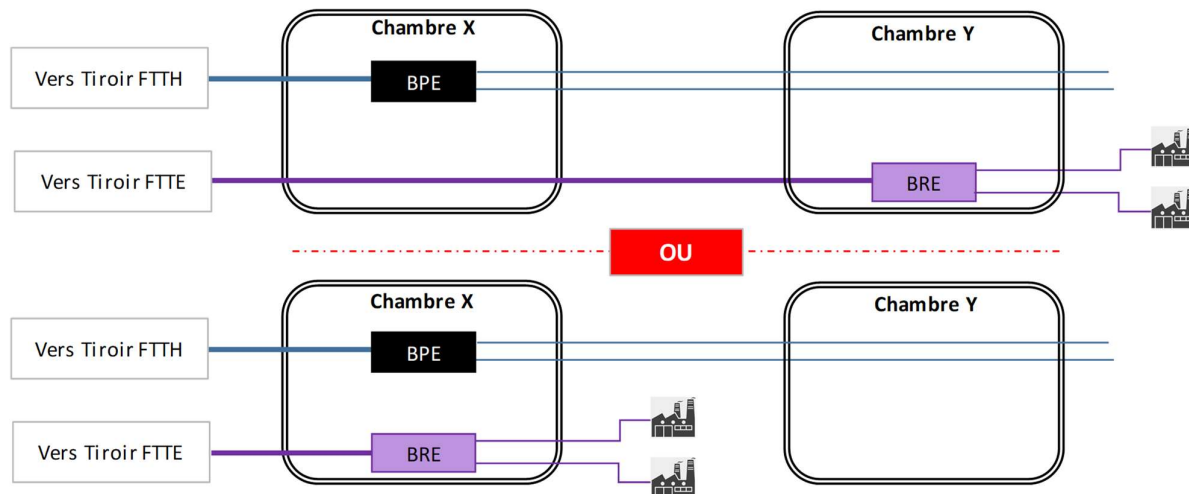 Chambre X
Chambre Y
Vers Tiroir FTTH
BPE
Vers Tiroir FTTE
BRE
OU
Chambre X
Chambre Y
Vers Tiroir FTTH
BPE
Vers Tiroir FTTE
BRE